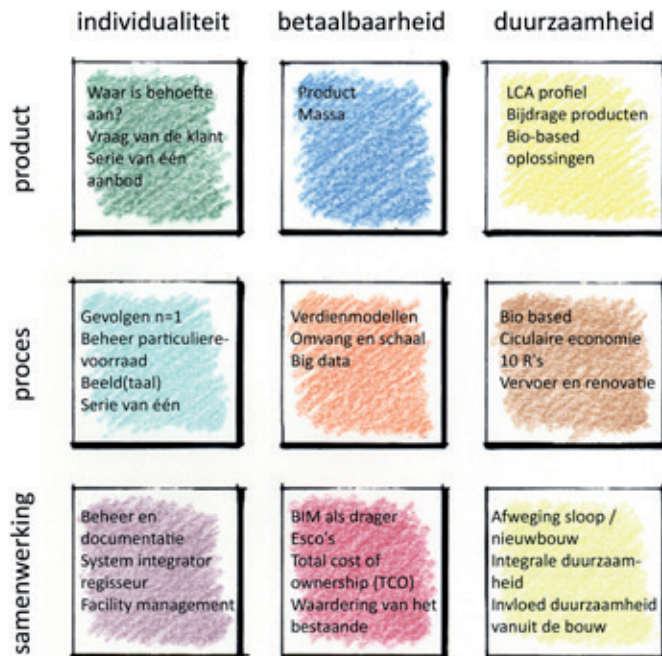 individualiteit
betaalbaarheid
duurzaamheid
product
Waar is behoefte
aan?
Vraag van de klant
Serie van één
aanbod
Product
Massa
LCA profiel
Bijdrage producten
Bio-based
oplossingen
proces
Gevolgen n=1
Beheer particuliere-
voorraad
Beeld(taal)
Serie van één
Verdienmodellen
Omvang en schaal
Big data
Bio based
Ciculaire economie
10 R's
Vervoer en renovatie
samenwerking
Beheer en
documentatie
System integrator
regisseur
Facility management
BIM als drager
Esco's
Total cost of
ownership (TCO)
Waardering van het
bestaande
Afweging sloop /
nieuwbouw
Integrale duurzaam-
heid
Invloed duurzaamheid
vanuit de bouw